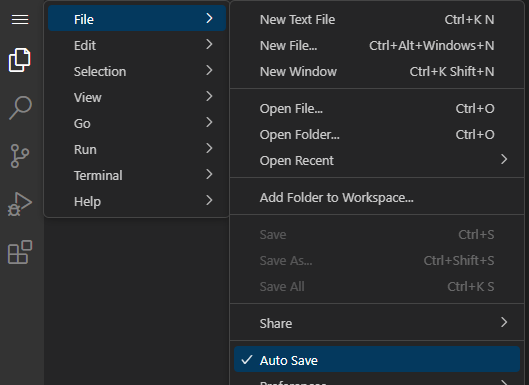 File
Edit
Selection
View
Go
Run
Terminal
Help
New Text File Ctrl+K N
New File... Ctrl+Alt+Windows+N
New Window Ctrl+K Shift+N
Open File... Ctrl+O
Open Folder... Ctrl+O
Open Recent
Add Folder to Workspace...
Save Ctrl+S
Save As... Ctrl+Shift+S
Save All Ctrl+K S
Share
Auto Save
Preferences